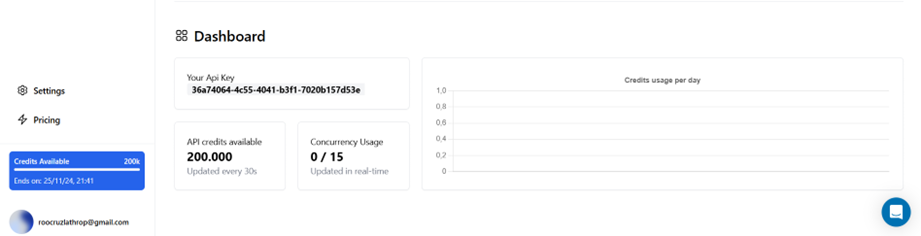 Dashboard
Your Api Key
36a74064-4c55-4041-b3f1-7020b157d53e
Credits usage per day
1,0
0,8
0,6
0,4
0,2
0
API credits available
200.000
Updated every 30s
Concurrency Usage
0 / 15
Updated in real-time
Settings
Pricing
Credits Available 200k
Ends on: 25/11/24, 21:41
roocruzlathrop@gmail.com